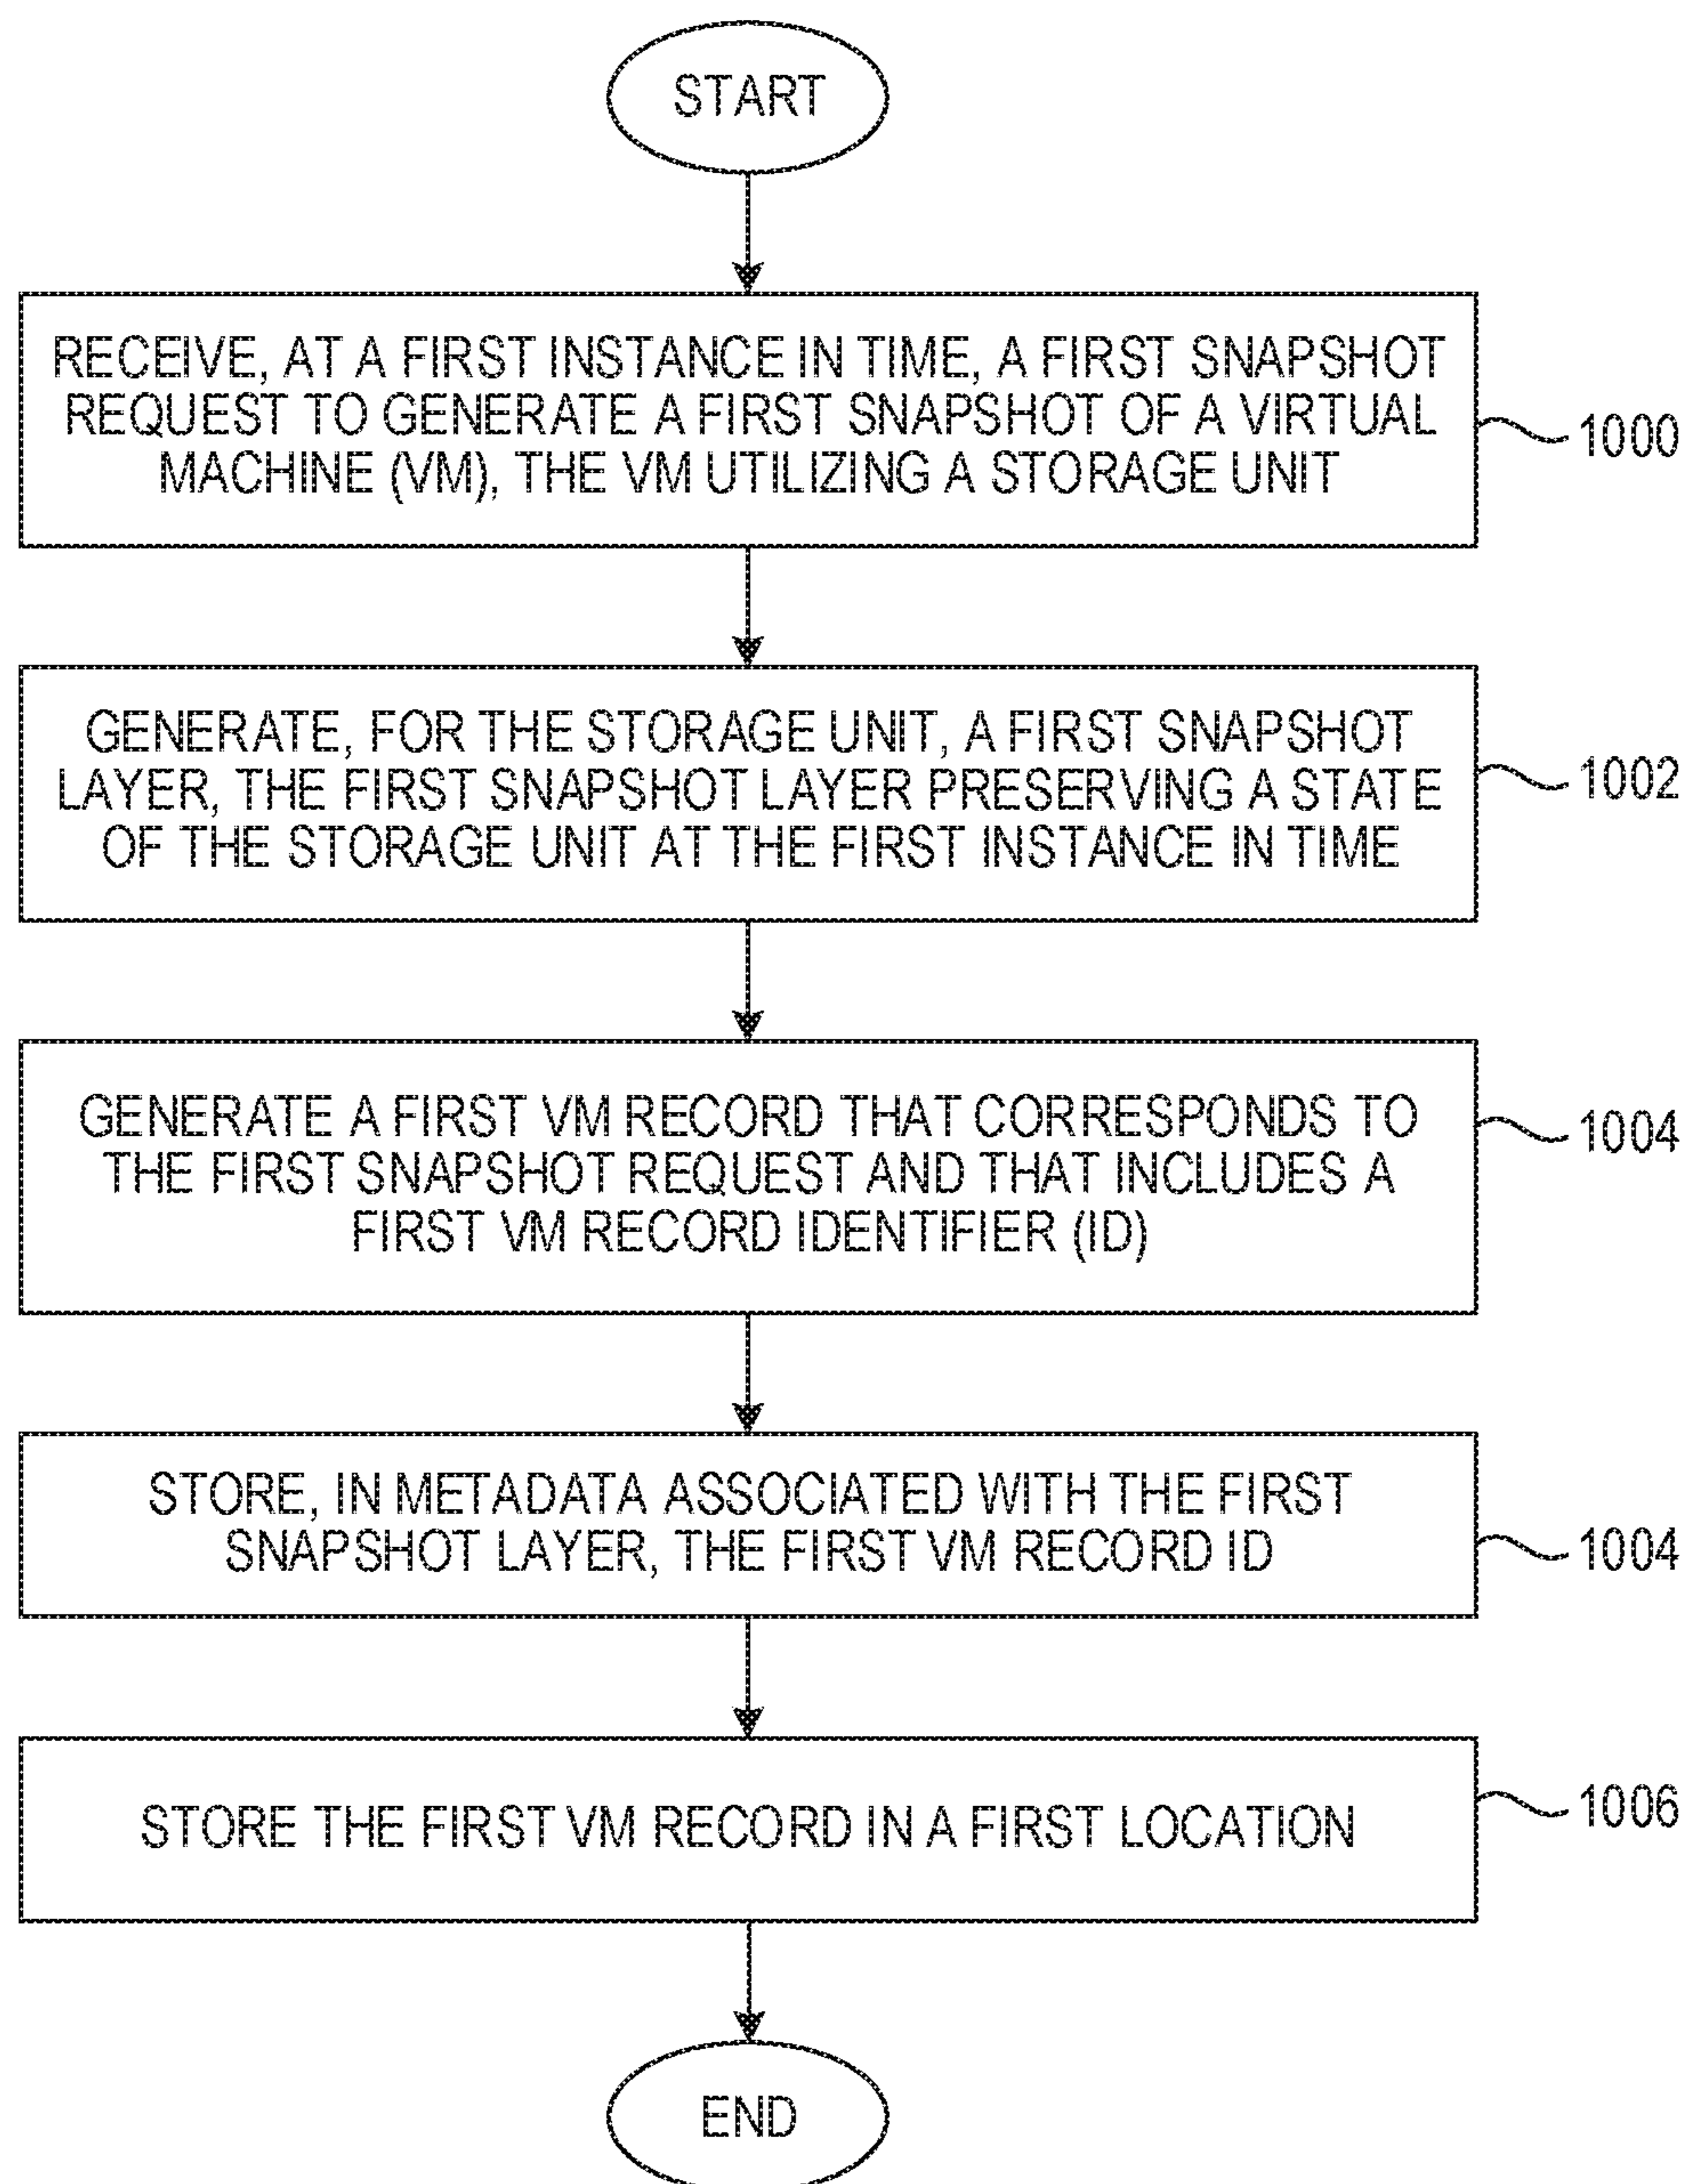 START
RECEIVE, AT A FIRST INSTANCE IN TIME, A FIRST SNAPSHOT
REQUEST TO GENERATE A FIRST SNAPSHOT OF A VIRTUAL
MACHINE (VM), THE VM UTILIZING A STORAGE UNIT
1000
GENERATE, FOR THE STORAGE UNIT, A FIRST SNAPSHOT
LAYER, THE FIRST SNAPSHOT LAYER PRESERVING A STATE
OF THE STORAGE UNIT AT THE FIRST INSTANCE IN TIME
1002
GENERATE A FIRST VM RECORD THAT CORRESPONDS TO
THE FIRST SNAPSHOT REQUEST AND THAT INCLUDES A
FIRST VM RECORD IDENTIFIER (ID)
1004
STORE, IN METADATA ASSOCIATED WITH THE FIRST
SNAPSHOT LAYER, THE FIRST VM RECORD ID
1004
STORE THE FIRST VM RECORD IN A FIRST LOCATION
1006
END